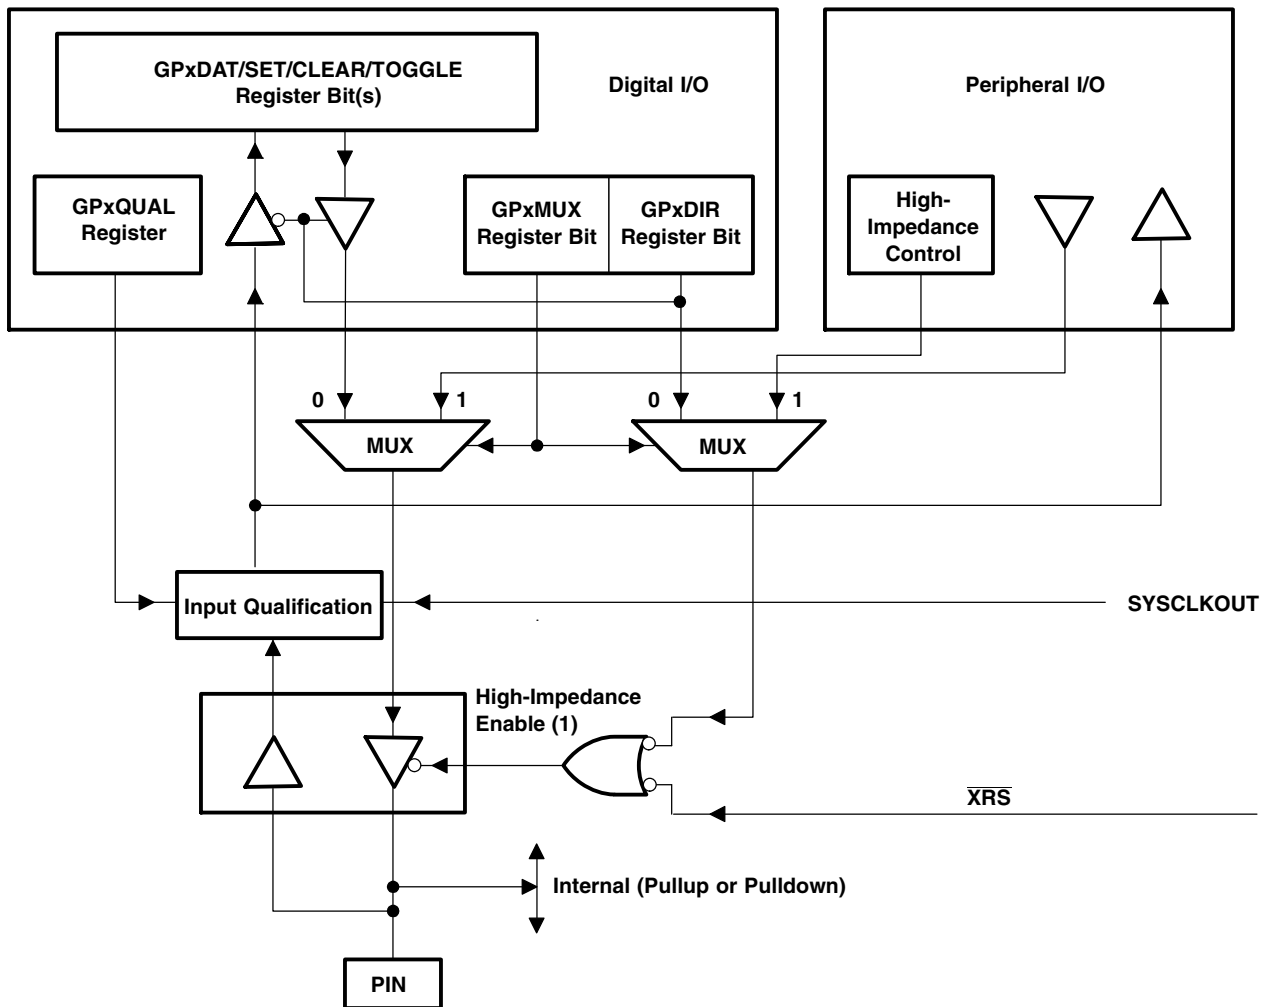 GPxDAT/SET/CLEAR/TOGGLE
Register Bit(s)
Digital I/O
Peripheral I/O
GPxQUAL
Register
GPxMUX
Register Bit
GPxDIR
Register Bit
High-
Impedance
Control
0
1
0
1
MUX
MUX
Input Qualification
SYSCLKOUT
High-Impedance
Enable (1)
XRS
Internal (Pullup or Pulldown)
PIN